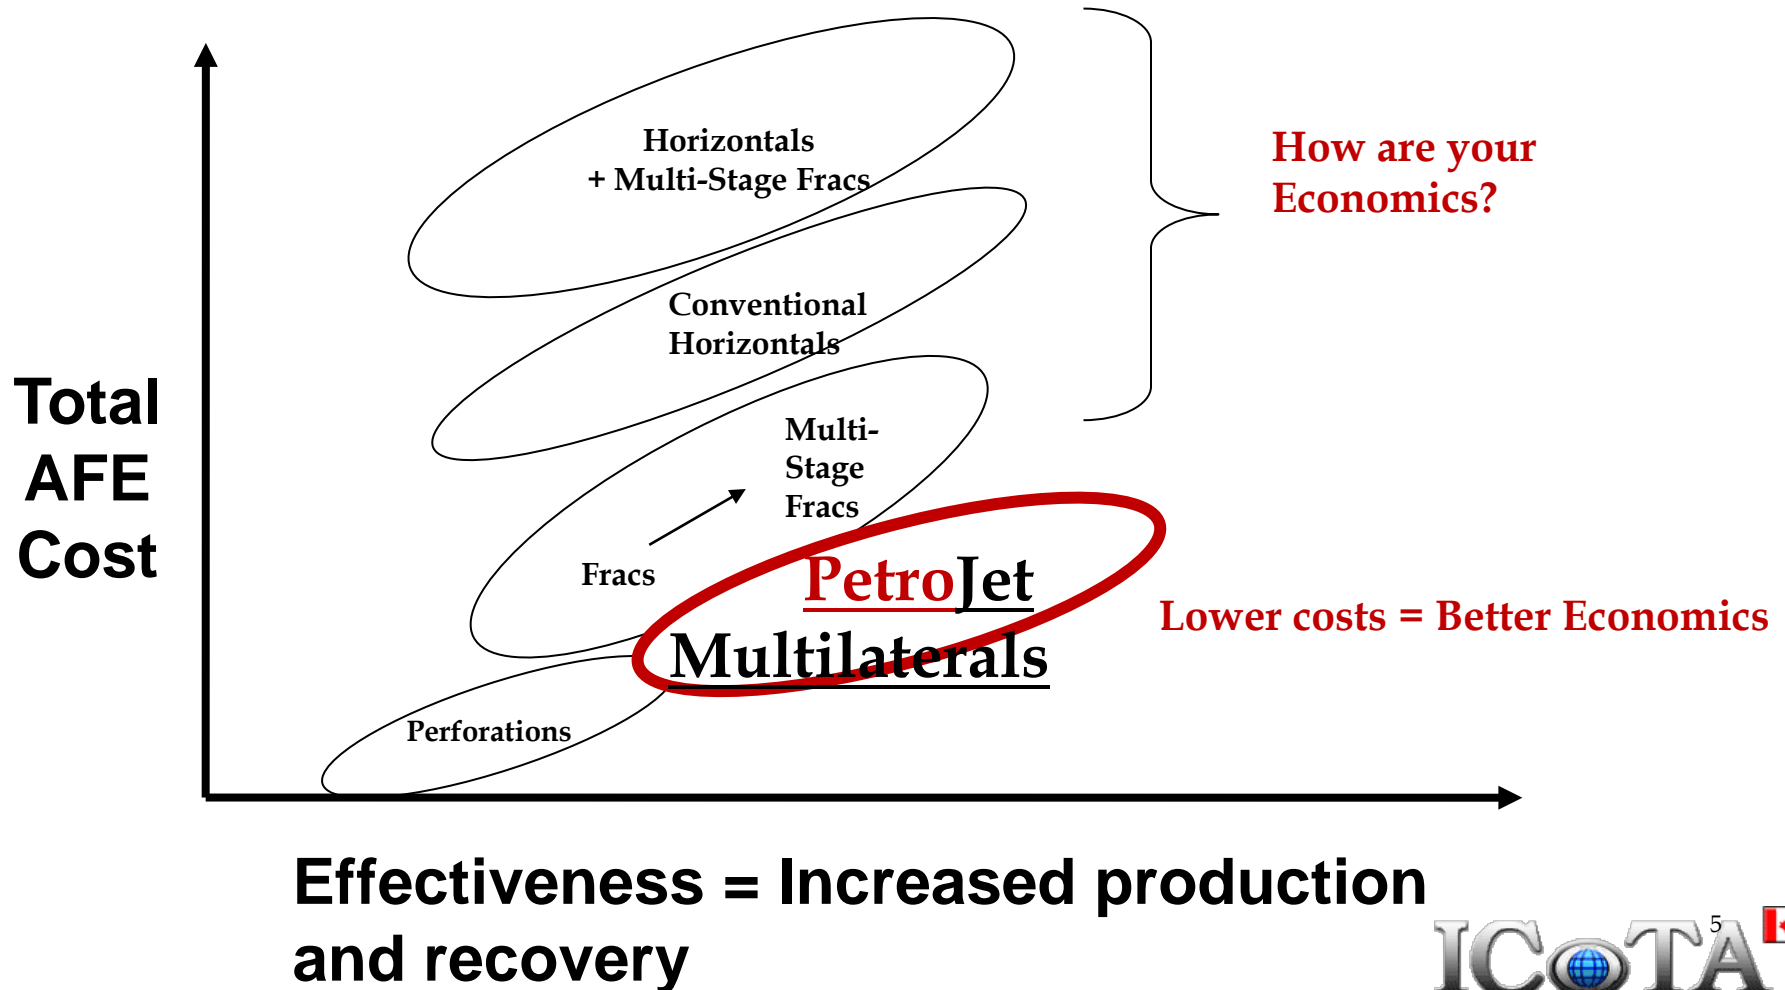 Horizontals
+ Multi-Stage Fracs
How are your
Economics?
Conventional
Horizontals
Total
AFE
Cost
Multi-
Stage
Fracs
Fracs
PetroJet
Multilaterals
Lower costs = Better Economics
Perforations
Effectiveness = Increased production
and recovery
5
ICoTA